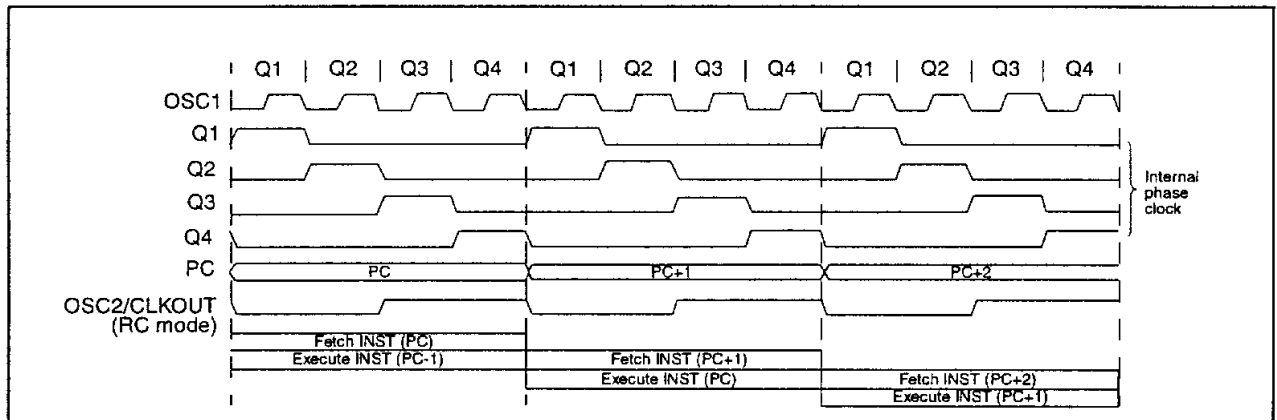 Q1 | Q2 | Q3 | Q4 | Q1 | Q2 | Q3 | Q4 | Q1 | Q2 | Q3 | Q4
OSC1
Q1
Q2
Q3
Q4
Internal
phase
clock
PC PC PC+1 PC+2
OSC2/CLKOUT
(RC mode)
Fetch INST (PC)
Execute INST (PC-1) Fetch INST (PC+1)
Execute INST (PC) Fetch INST (PC+2)
Execute INST (PC+1)